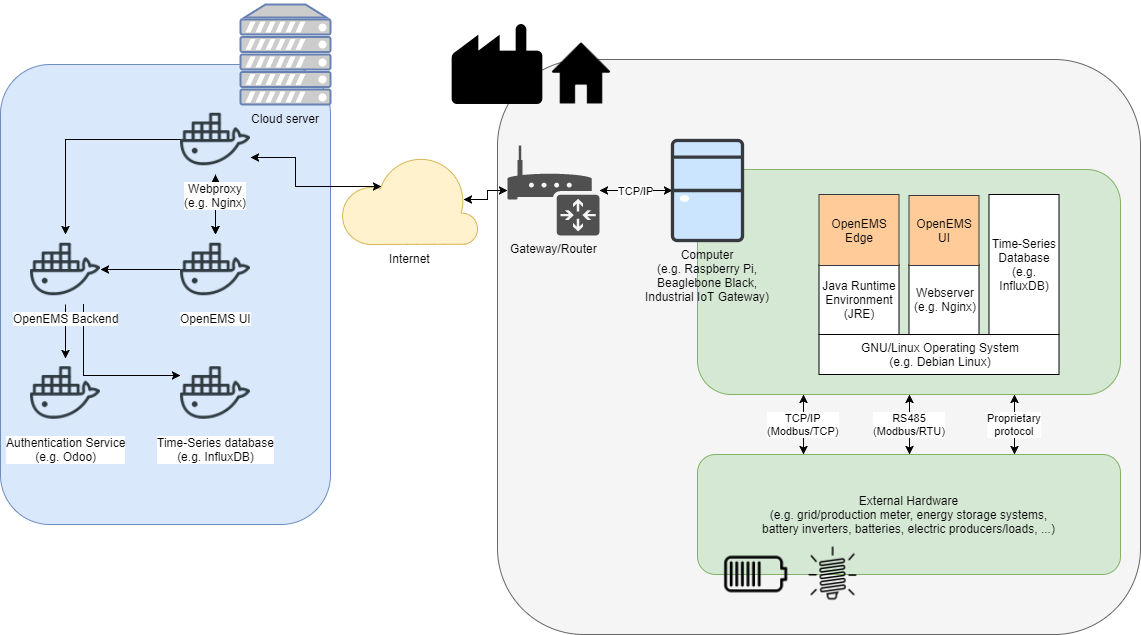 Cloud server
Webproxy
(e.g. Nginx)
OpenEMS Backend
OpenEMS UI
Authentication Service
(e.g. Odoo)
Time-Series database
(e.g. InfluxDB)
Internet
Gateway/Router
TCP/IP
Computer
(e.g. Raspberry Pi,
Beaglebone Black,
Industrial IoT Gateway)
OpenEMS
Edge
OpenEMS
UI
Time-Series
Database
(e.g.
InfluxDB)
Java Runtime
Environment
(JRE)
Webserver
(e.g. Nginx)
GNU/Linux Operating System
(e.g. Debian Linux)
TCP/IP
(Modbus/TCP)
RS485
(Modbus/RTU)
Proprietary
protocol
External Hardware
(e.g. grid/production meter, energy storage systems,
battery inverters, batteries, electric producers/loads, ...)